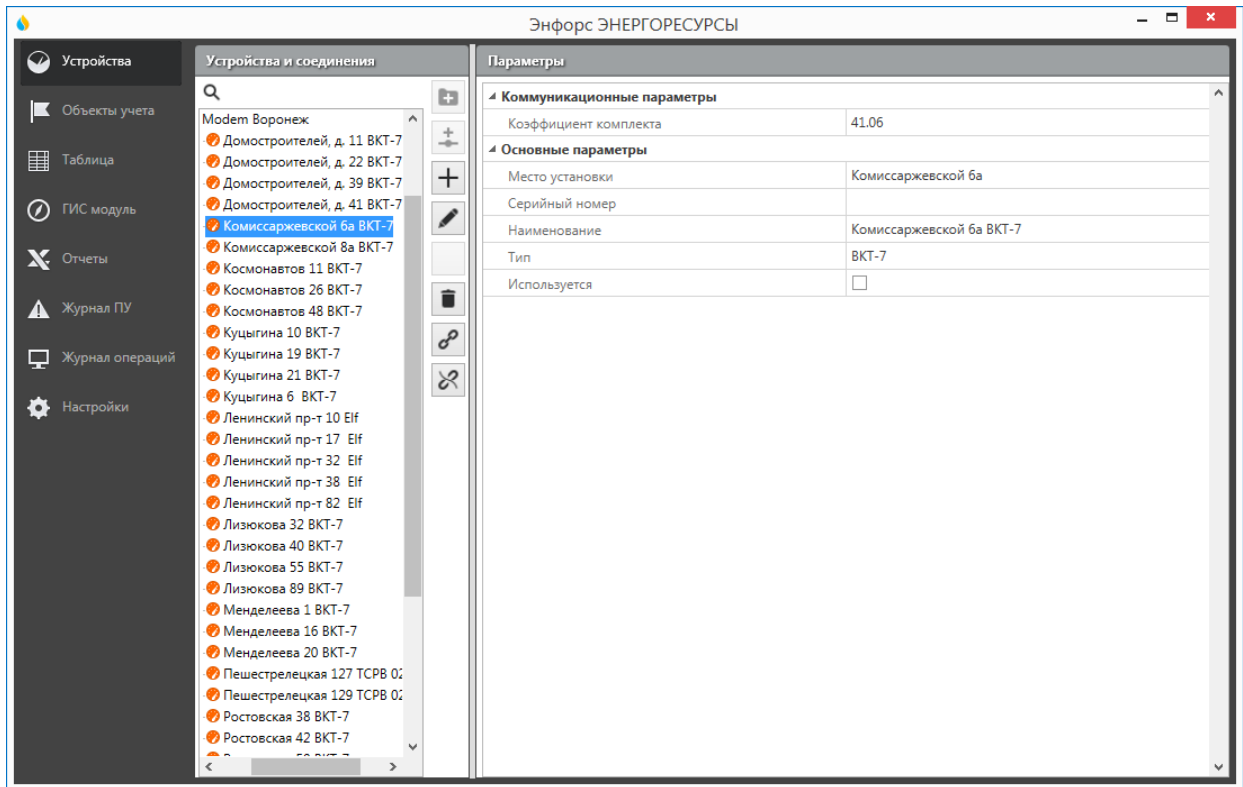 Энфорс ЭНЕРГОРЕСУРСЫ
Устройства
Объекты учета
Таблица
ГИС модуль
Отчеты
Журнал ПУ
Журнал операций
Настройки
Устройства и соединения
Modem Воронеж
Домостроителей, д. 11 ВКТ-7
Домостроителей, д. 22 ВКТ-7
Домостроителей, д. 39 ВКТ-7
Домостроителей, д. 41 ВКТ-7
Комиссаржевской 6а ВКТ-7
Комиссаржевской 8а ВКТ-7
Космонавтов 11 ВКТ-7
Космонавтов 26 ВКТ-7
Космонавтов 48 ВКТ-7
Куцыгина 10 ВКТ-7
Куцыгина 19 ВКТ-7
Куцыгина 21 ВКТ-7
Куцыгина 6 ВКТ-7
Ленинский пр-т 10 Elf
Ленинский пр-т 17 Elf
Ленинский пр-т 32 Elf
Ленинский пр-т 38 Elf
Ленинский пр-т 82 Elf
Лизюкова 32 ВКТ-7
Лизюкова 40 ВКТ-7
Лизюкова 55 ВКТ-7
Лизюкова 89 ВКТ-7
Менделеева 1 ВКТ-7
Менделеева 16 ВКТ-7
Менделеева 20 ВКТ-7
Пешестрелецкая 127 ТСРВ 02
Пешестрелецкая 129 ТСРВ 02
Ростовская 38 ВКТ-7
Ростовская 42 ВКТ-7
Параметры
Коммуникационные параметры
Коэффициент комплекта 41.06
Основные параметры
Место установки Комиссаржевской 6а
Серийный номер
Наименование Комиссаржевской 6а ВКТ-7
Тип ВКТ-7
Используется